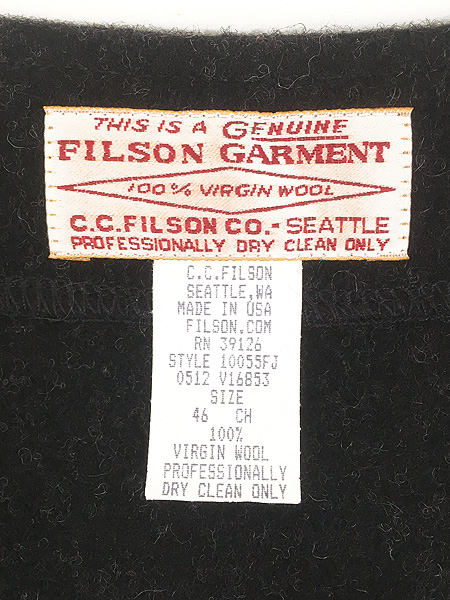 THIS IS A GENUINE
FILSON GARMENT
100% VIRGIN WOOL
C.C.FILSON CO.- SEATTLE
PROFESSIONALLY DRY CLEAN ONLY
C.C.FILSON
SEATTLE,WA
MADE IN USA
FILSON.COM
RN 39126
STYLE 10055FJ
0512 V16853
SIZE
46 CH
100%
VIRGIN WOOL
PROFESSIONALLY
DRY CLEAN ONLY